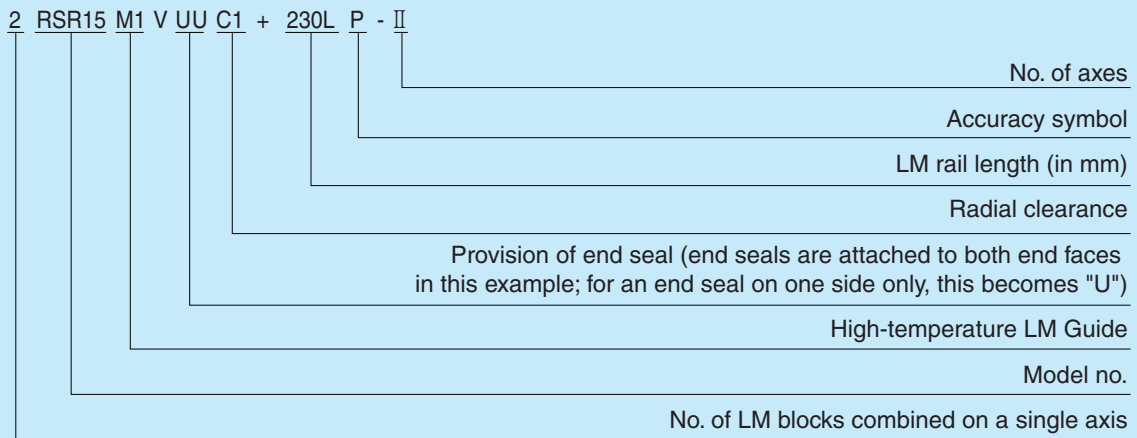 2 RSR15 M1 V UU C1 + 230L P - Ⅱ
No. of axes
Accuracy symbol
LM rail length (in mm)
Radial clearance
Provision of end seal (end seals are attached to both end faces
in this example; for an end seal on one side only, this becomes "U")
High-temperature LM Guide
Model no.
No. of LM blocks combined on a single axis